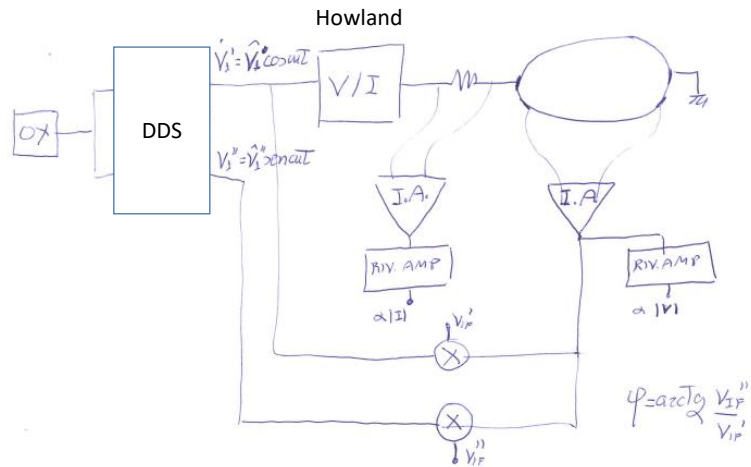 Howland
V₁' = V̂₁' cosωT
V/I
OX
DDS
V₁" = V̂₁" senωT
I.A.
I.A
RIV. AMP
RIV. AMP
α|I|
α|V|
V_IF'
X
X
V_IF"
φ = arcTg V_IF" / V_IF'